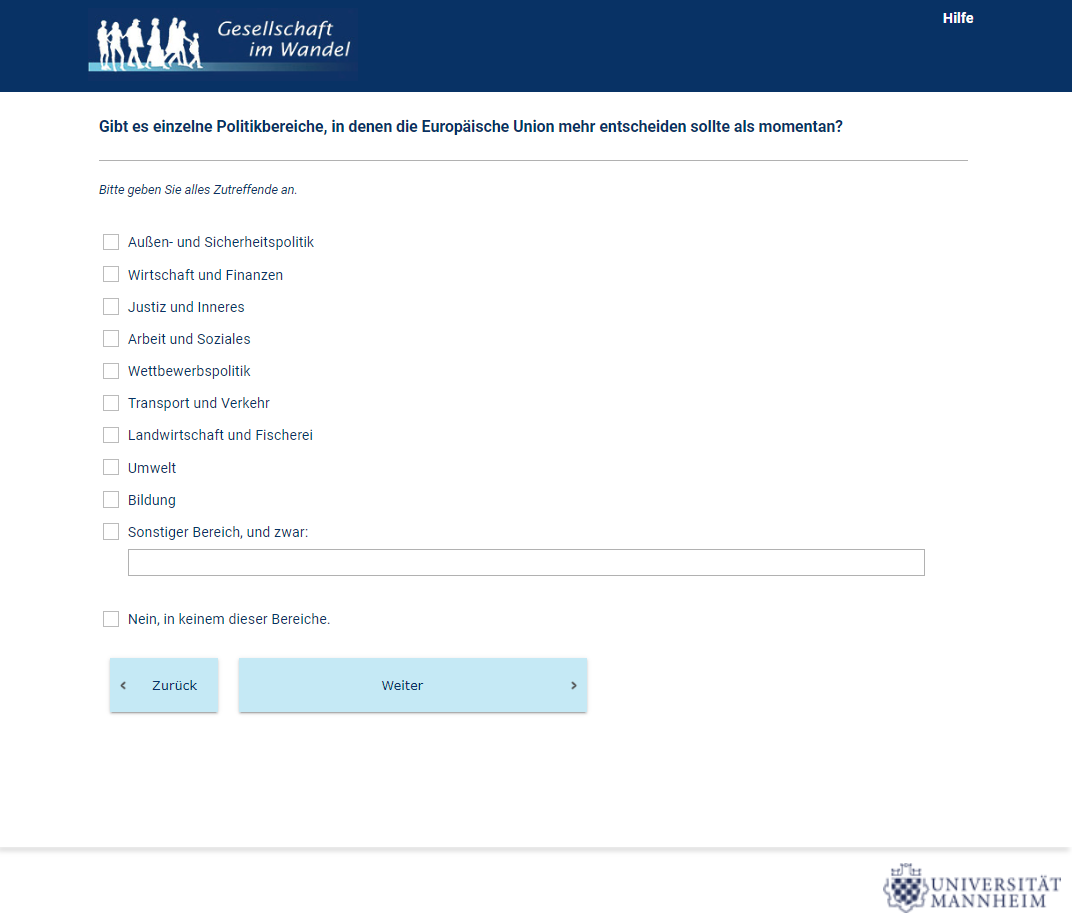 Gesellschaft
im Wandel
Hilfe
Gibt es einzelne Politikbereiche, in denen die Europäische Union mehr entscheiden sollte als momentan?
Bitte geben Sie alles Zutreffende an.
Außen- und Sicherheitspolitik
Wirtschaft und Finanzen
Justiz und Inneres
Arbeit und Soziales
Wettbewerbspolitik
Transport und Verkehr
Landwirtschaft und Fischerei
Umwelt
Bildung
Sonstiger Bereich, und zwar:
Nein, in keinem dieser Bereiche.
Zurück
Weiter
UNIVERSITÄT
MANNHEIM